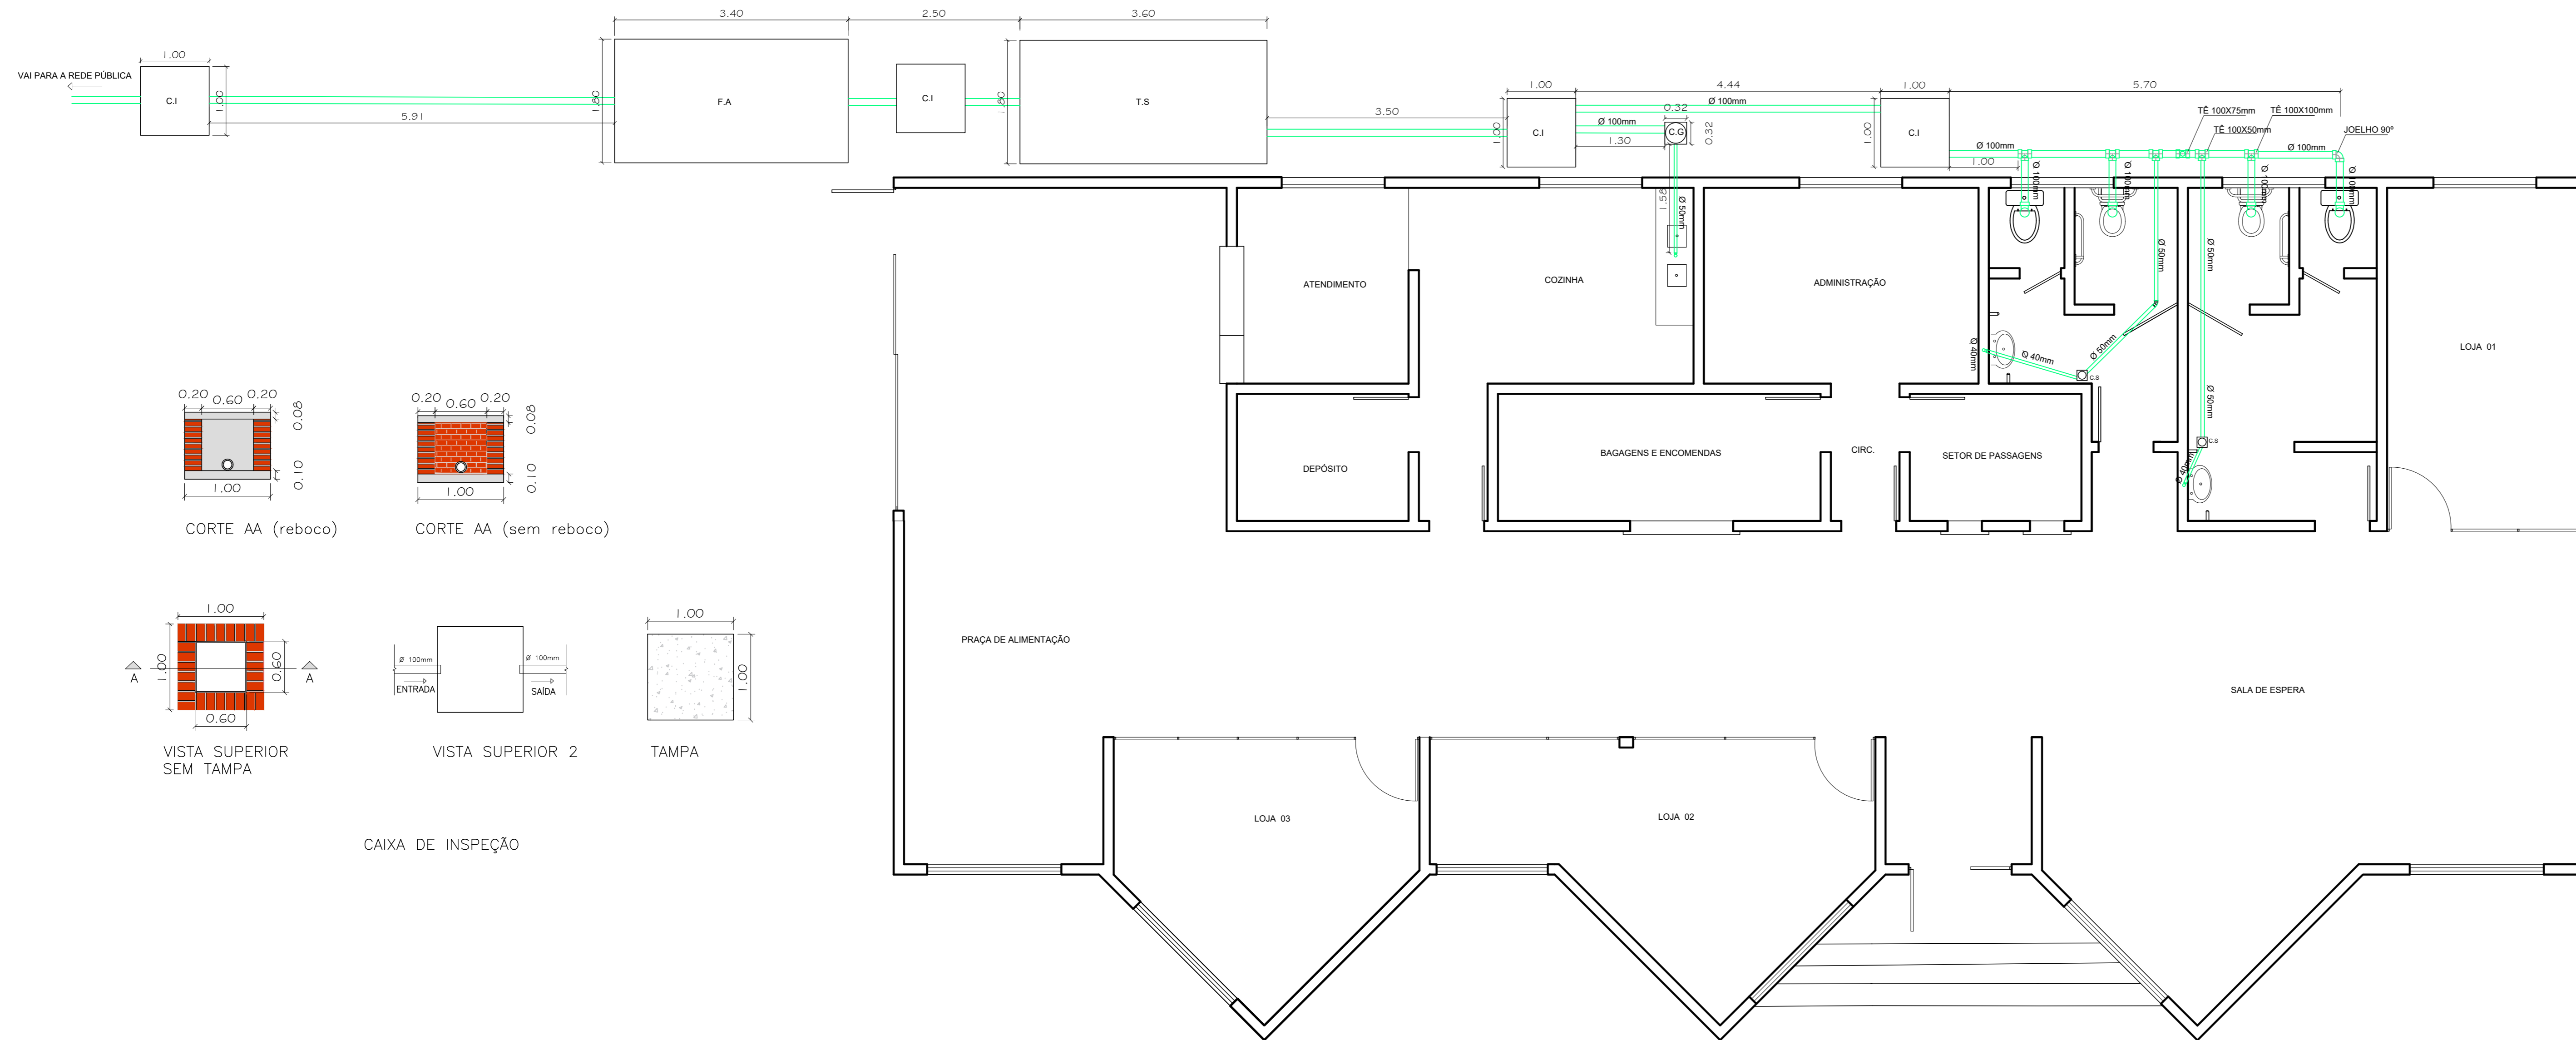 3.40
2.50
3.60
1.00
VAI PARA A REDE PÚBLICA
C.I
1.00
5.91
1.80
F.A
C.I
1.80
T.S
3.50
1.00
4.44
1.00
5.70
1.00
C.I
Ø 100mm
Ø 100mm
1.30
0.32
C.G
0.32
1.00
C.I
Ø 100mm
1.00
TÊ 100X75mm
TÊ 100X100mm
TÊ 100X50mm
JOELHO 90º
Ø 100mm
Ø 100mm
Ø 100mm
Ø 100mm
Ø 100mm
1.58
Ø 50mm
Ø 50mm
Ø 50mm
ATENDIMENTO
COZINHA
ADMINISTRAÇÃO
Ø 40mm
Ø 40mm
Ø 50mm
C.S
LOJA 01
Ø 50mm
C.S
Ø 40mm
DEPÓSITO
BAGAGENS E ENCOMENDAS
CIRC.
SETOR DE PASSAGENS
0.20
0.60
0.20
0.08
0.10
1.00
CORTE AA (reboco)
0.20
0.60
0.20
0.08
0.10
1.00
CORTE AA (sem reboco)
1.00
1.00
0.60
0.60
A
A
VISTA SUPERIOR
SEM TAMPA
Ø 100mm
Ø 100mm
ENTRADA
SAÍDA
VISTA SUPERIOR 2
1.00
1.00
TAMPA
CAIXA DE INSPEÇÃO
PRAÇA DE ALIMENTAÇÃO
SALA DE ESPERA
LOJA 03
LOJA 02